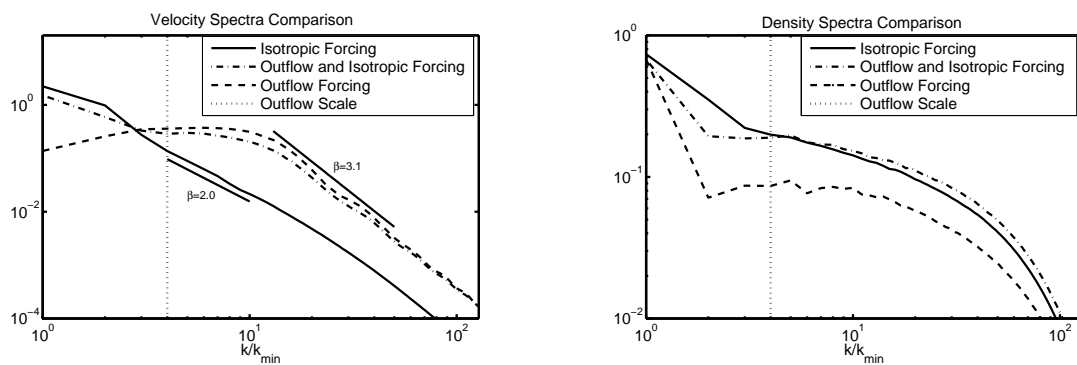 Velocity Spectra Comparison
Isotropic Forcing
Outflow and Isotropic Forcing
Outflow Forcing
Outflow Scale
10^0
10^-2
10^-4
β=3.1
β=2.0
10^0
10^1
10^2
k/k_min
Density Spectra Comparison
Isotropic Forcing
Outflow and Isotropic Forcing
Outflow Forcing
Outflow Scale
10^0
10^-1
10^-2
10^0
10^1
10^2
k/k_min